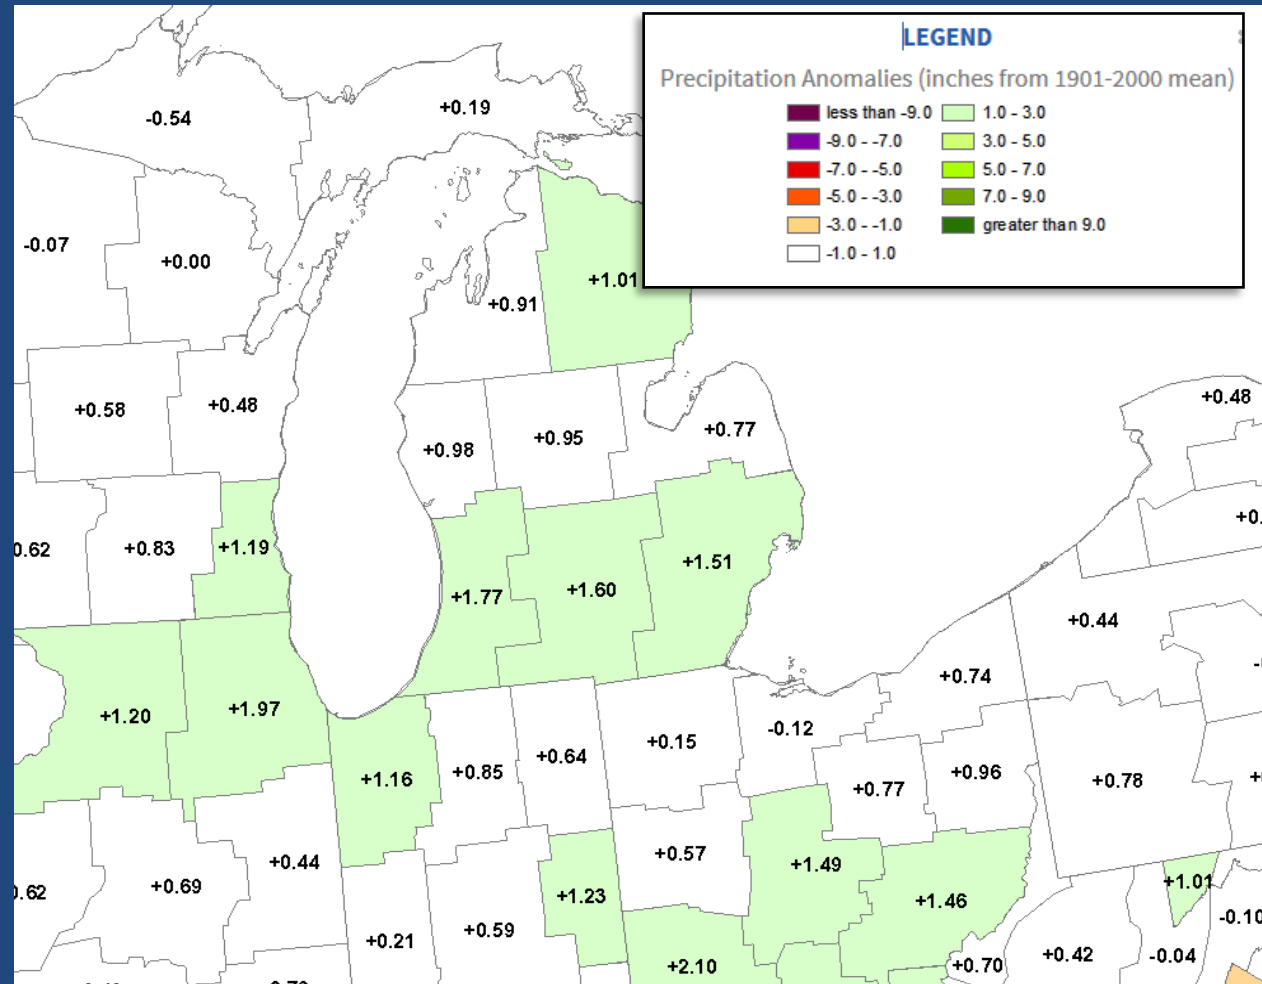 LEGEND
Precipitation Anomalies (inches from 1901-2000 mean)
less than -9.0 1.0 - 3.0
-9.0 - -7.0 3.0 - 5.0
-7.0 - -5.0 5.0 - 7.0
-5.0 - -3.0 7.0 - 9.0
-3.0 - -1.0 greater than 9.0
-1.0 - 1.0
-0.54 +0.19
-0.07 +0.00
+1.01
+0.91
+0.58 +0.48 +0.48
+0.98 +0.95 +0.77
0.62 +0.83 +1.19 +0.
+1.77 +1.60 +1.51
+0.44
+0.74
+1.20 +1.97
+0.15 -0.12
+1.16 +0.85 +0.64 +0.77 +0.96 +0.78
+0.44 +0.57 +1.49
0.62 +0.69 +1.23 +1.46 +1.01
+0.21 +0.59 -0.10
+2.10 +0.70 +0.42 -0.04